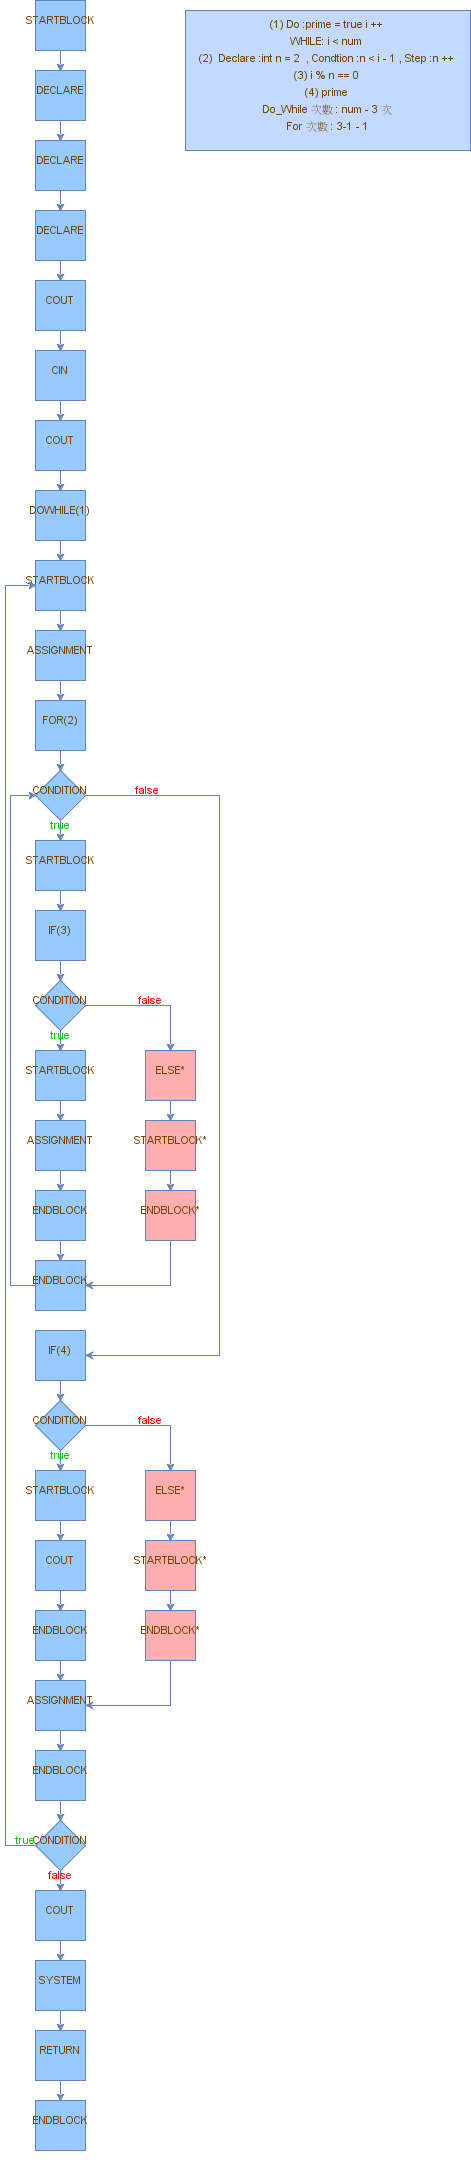 STARTBLOCK
(1) Do :prime = true i ++
WHILE: i < num
(2) Declare :int n = 2 , Condtion :n < i - 1 , Step :n ++
(3) i % n == 0
(4) prime
Do_While 次數 : num - 3 次
For 次數 : 3-1 - 1
DECLARE
DECLARE
DECLARE
COUT
CIN
COUT
DOWHILE(1)
STARTBLOCK
ASSIGNMENT
FOR(2)
CONDITION
false
true
STARTBLOCK
IF(3)
CONDITION
false
true
STARTBLOCK
ELSE*
ASSIGNMENT
STARTBLOCK*
ENDBLOCK
ENDBLOCK*
ENDBLOCK
IF(4)
CONDITION
false
true
STARTBLOCK
ELSE*
COUT
STARTBLOCK*
ENDBLOCK
ENDBLOCK*
ASSIGNMENT
ENDBLOCK
true
CONDITION
false
COUT
SYSTEM
RETURN
ENDBLOCK